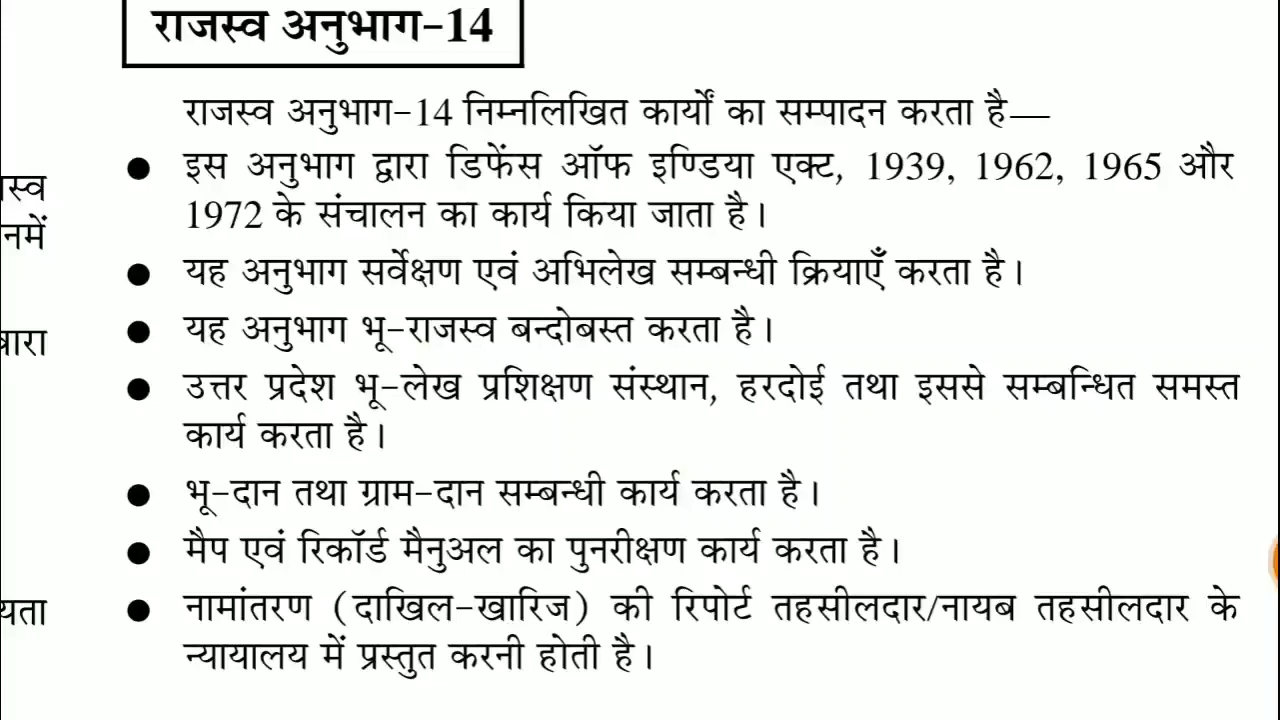 राजस्व अनुभाग-14
राजस्व अनुभाग-14 निम्नलिखित कार्यों का सम्पादन करता है—
● इस अनुभाग द्वारा डिफेंस ऑफ इण्डिया एक्ट, 1939, 1962, 1965 और
1972 के संचालन का कार्य किया जाता है।
● यह अनुभाग सर्वेक्षण एवं अभिलेख सम्बन्धी क्रियाएँ करता है।
● यह अनुभाग भू-राजस्व बन्दोबस्त करता है।
● उत्तर प्रदेश भू-लेख प्रशिक्षण संस्थान, हरदोई तथा इससे सम्बन्धित समस्त
कार्य करता है।
● भू-दान तथा ग्राम-दान सम्बन्धी कार्य करता है।
● मैप एवं रिकॉर्ड मैनुअल का पुनरीक्षण कार्य करता है।
● नामांतरण (दाखिल-खारिज) की रिपोर्ट तहसीलदार/नायब तहसीलदार के
न्यायालय में प्रस्तुत करनी होती है।